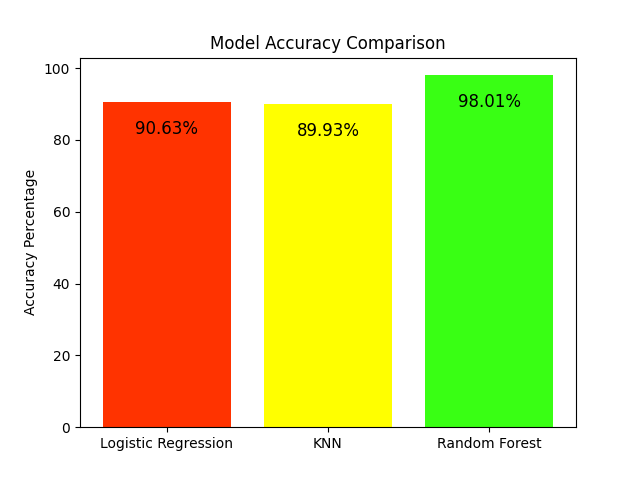 Model Accuracy Comparison
Accuracy Percentage
100
80
60
40
20
0
90.63%
89.93%
98.01%
Logistic Regression
KNN
Random Forest